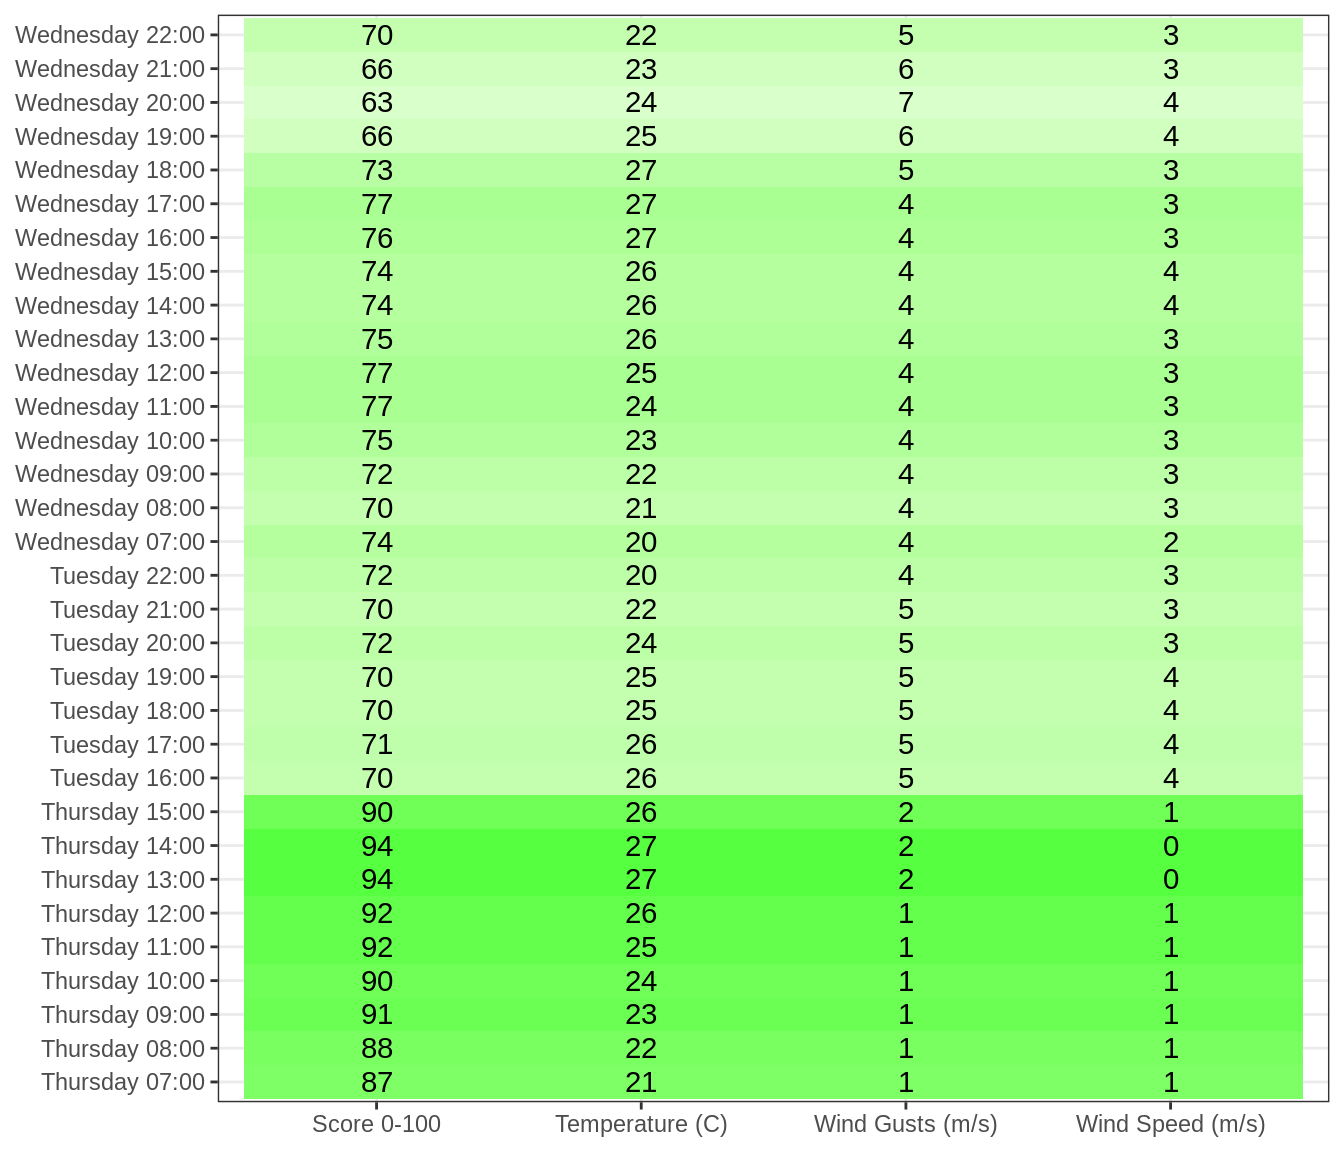 Wednesday 22:00 70 22 5 3
Wednesday 21:00 66 23 6 3
Wednesday 20:00 63 24 7 4
Wednesday 19:00 66 25 6 4
Wednesday 18:00 73 27 5 3
Wednesday 17:00 77 27 4 3
Wednesday 16:00 76 27 4 3
Wednesday 15:00 74 26 4 4
Wednesday 14:00 74 26 4 4
Wednesday 13:00 75 26 4 3
Wednesday 12:00 77 25 4 3
Wednesday 11:00 77 24 4 3
Wednesday 10:00 75 23 4 3
Wednesday 09:00 72 22 4 3
Wednesday 08:00 70 21 4 3
Wednesday 07:00 74 20 4 2
Tuesday 22:00 72 20 4 3
Tuesday 21:00 70 22 5 3
Tuesday 20:00 72 24 5 3
Tuesday 19:00 70 25 5 4
Tuesday 18:00 70 25 5 4
Tuesday 17:00 71 26 5 4
Tuesday 16:00 70 26 5 4
Thursday 15:00 90 26 2 1
Thursday 14:00 94 27 2 0
Thursday 13:00 94 27 2 0
Thursday 12:00 92 26 1 1
Thursday 11:00 92 25 1 1
Thursday 10:00 90 24 1 1
Thursday 09:00 91 23 1 1
Thursday 08:00 88 22 1 1
Thursday 07:00 87 21 1 1
Score 0-100 Temperature (C) Wind Gusts (m/s) Wind Speed (m/s)